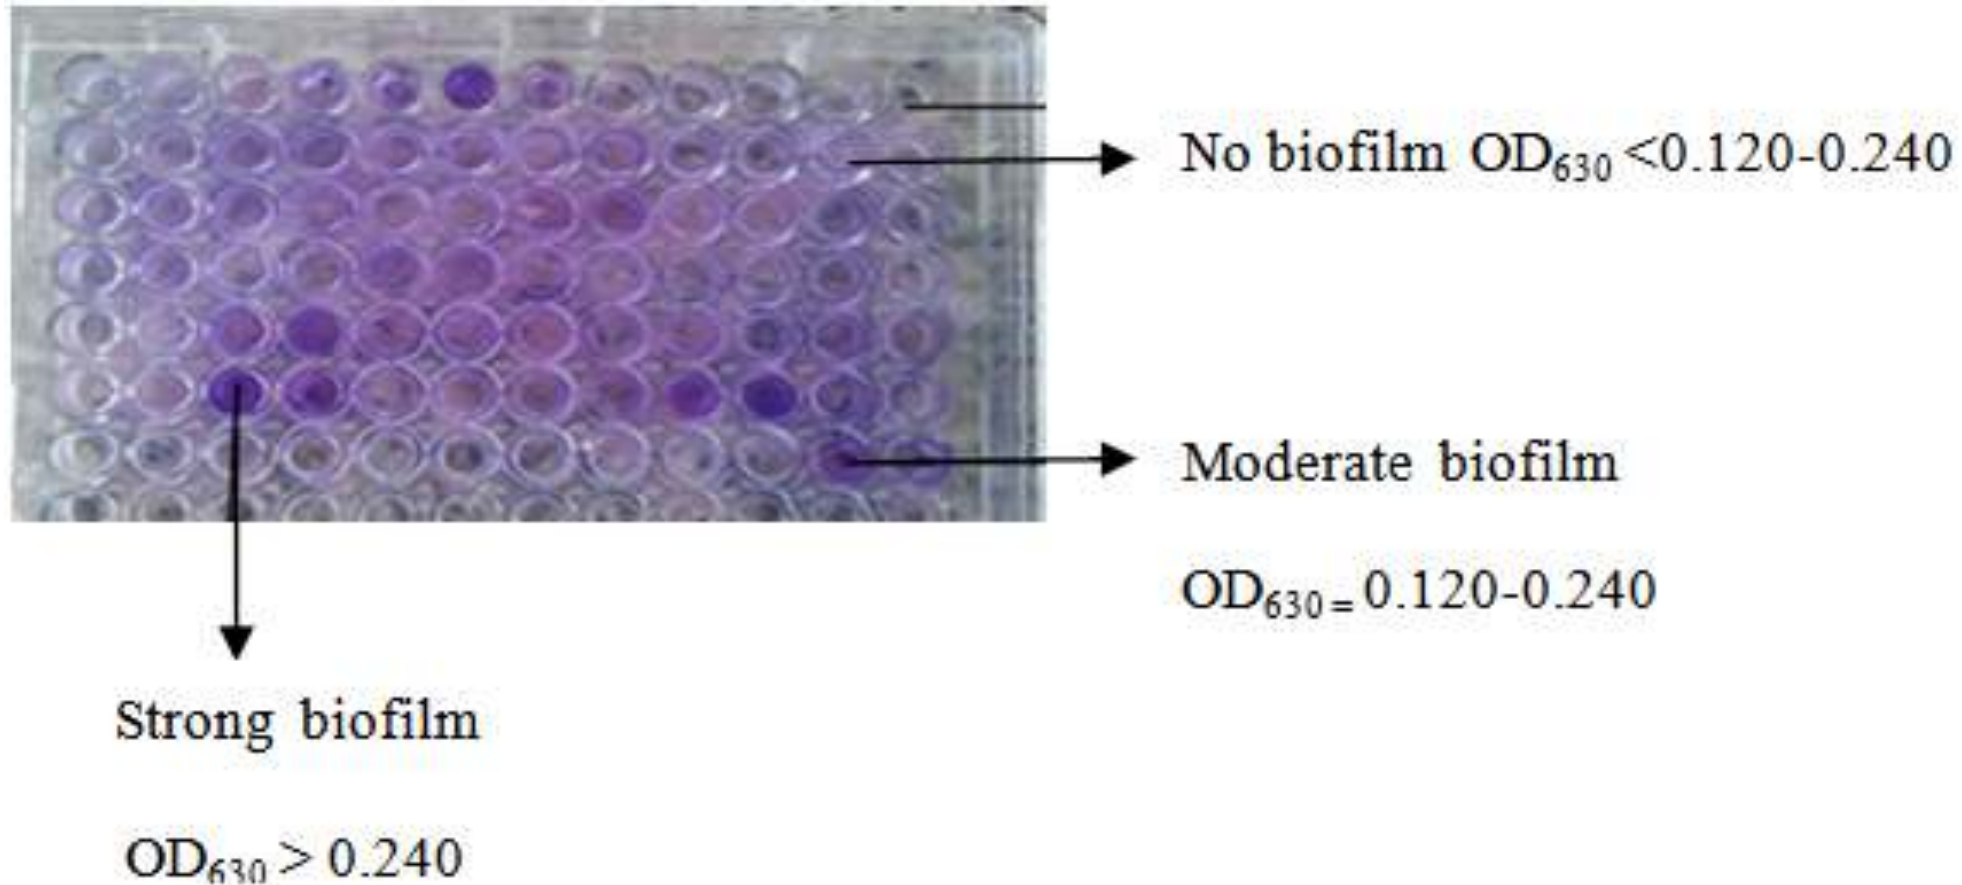 No biofilm OD₆₃₀ <0.120-0.240
Moderate biofilm
OD₆₃₀ ₌ 0.120-0.240
Strong biofilm
OD₆₃₀ > 0.240